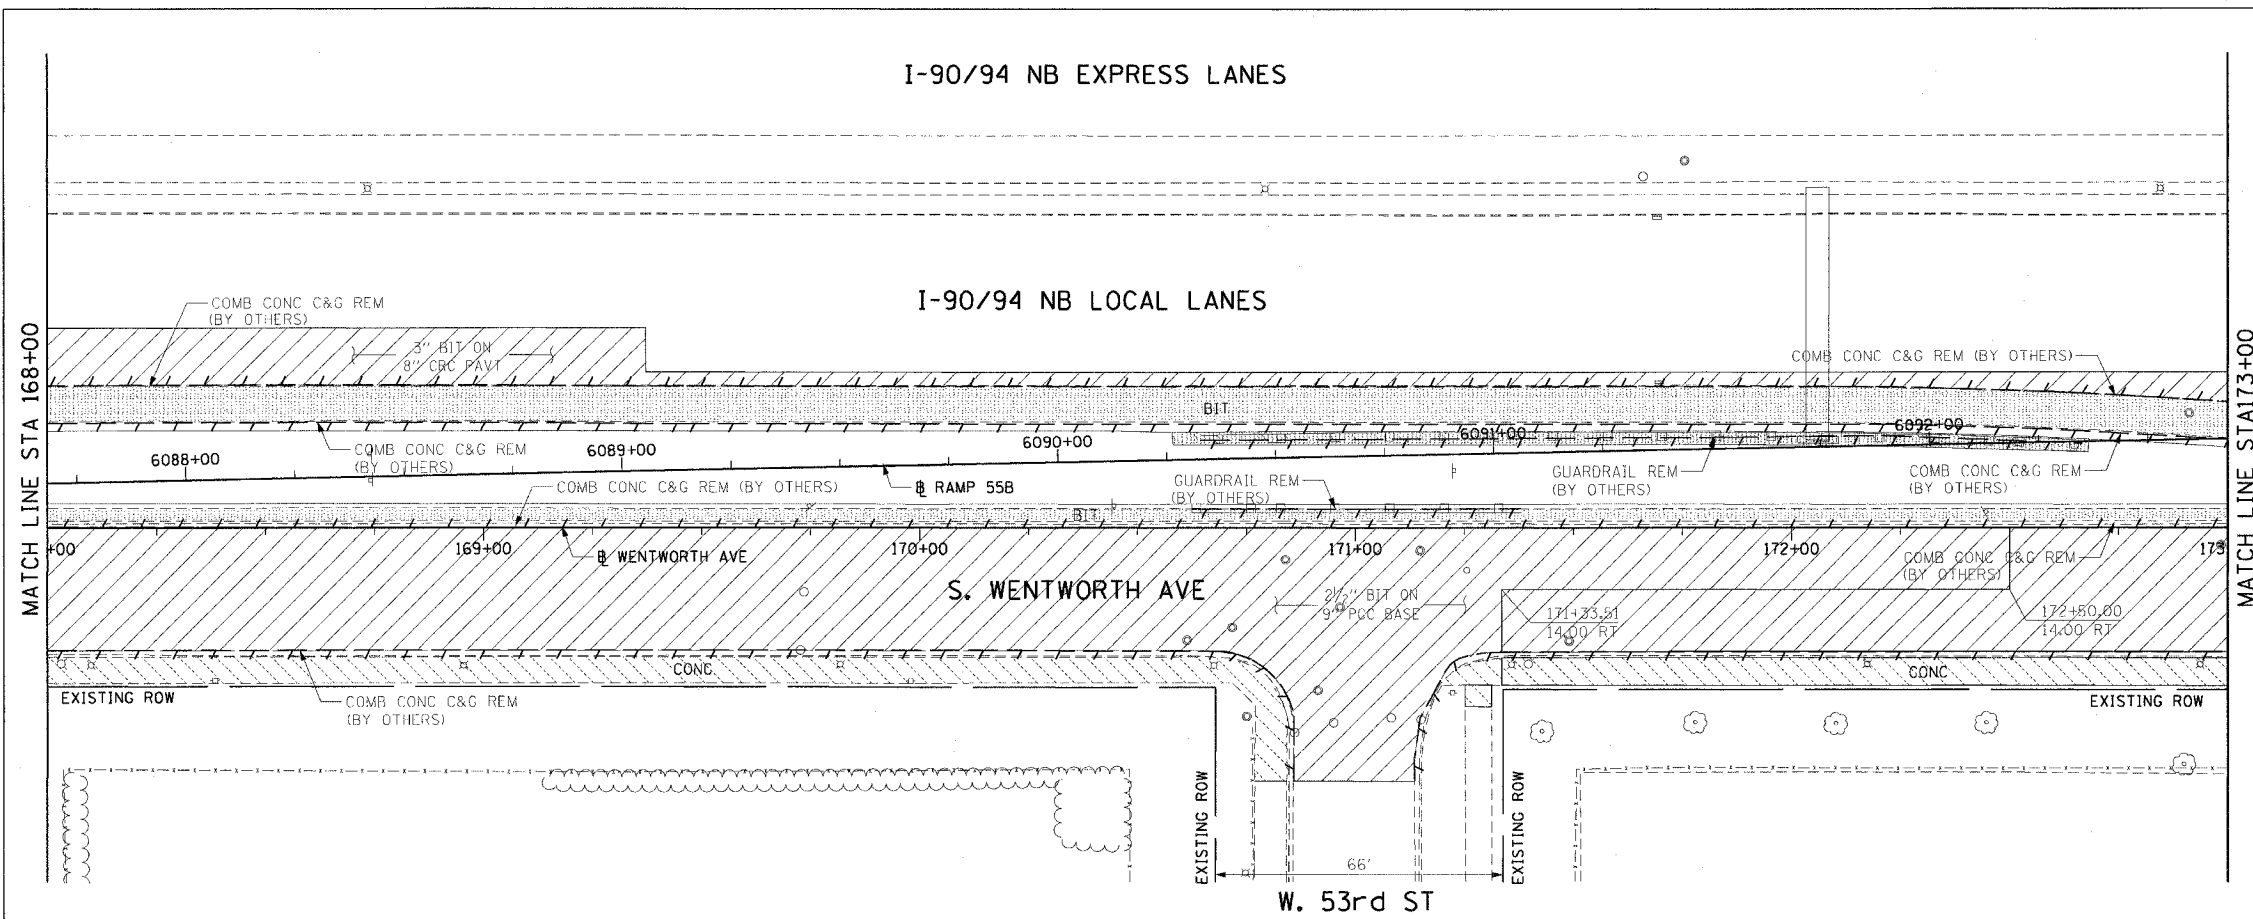 I-90/94 NB EXPRESS LANES
I-90/94 NB LOCAL LANES
COMB CONC C&G REM
(BY OTHERS)
3" BIT ON
8" CRC PAVT
COMB CONC C&G REM (BY OTHERS)
BIT
COMB CONC C&G REM
(BY OTHERS)
6088+00
6089+00
6090+00
6091+00
6092+00
℄ RAMP 55B
COMB CONC C&G REM (BY OTHERS)
GUARDRAIL REM
(BY OTHERS)
GUARDRAIL REM
(BY OTHERS)
COMB CONC C&G REM
(BY OTHERS)
BIT
+00
169+00
170+00
171+00
172+00
173
℄ WENTWORTH AVE
COMB CONC C&G REM
(BY OTHERS)
S. WENTWORTH AVE
2½" BIT ON
9" PCC BASE
171+33.51
14.00 RT
172+50.00
14.00 RT
CONC
CONC
EXISTING ROW
COMB CONC C&G REM
(BY OTHERS)
EXISTING ROW
EXISTING ROW
EXISTING ROW
66'
W. 53rd ST
MATCH LINE STA 168+00
MATCH LINE STA173+00